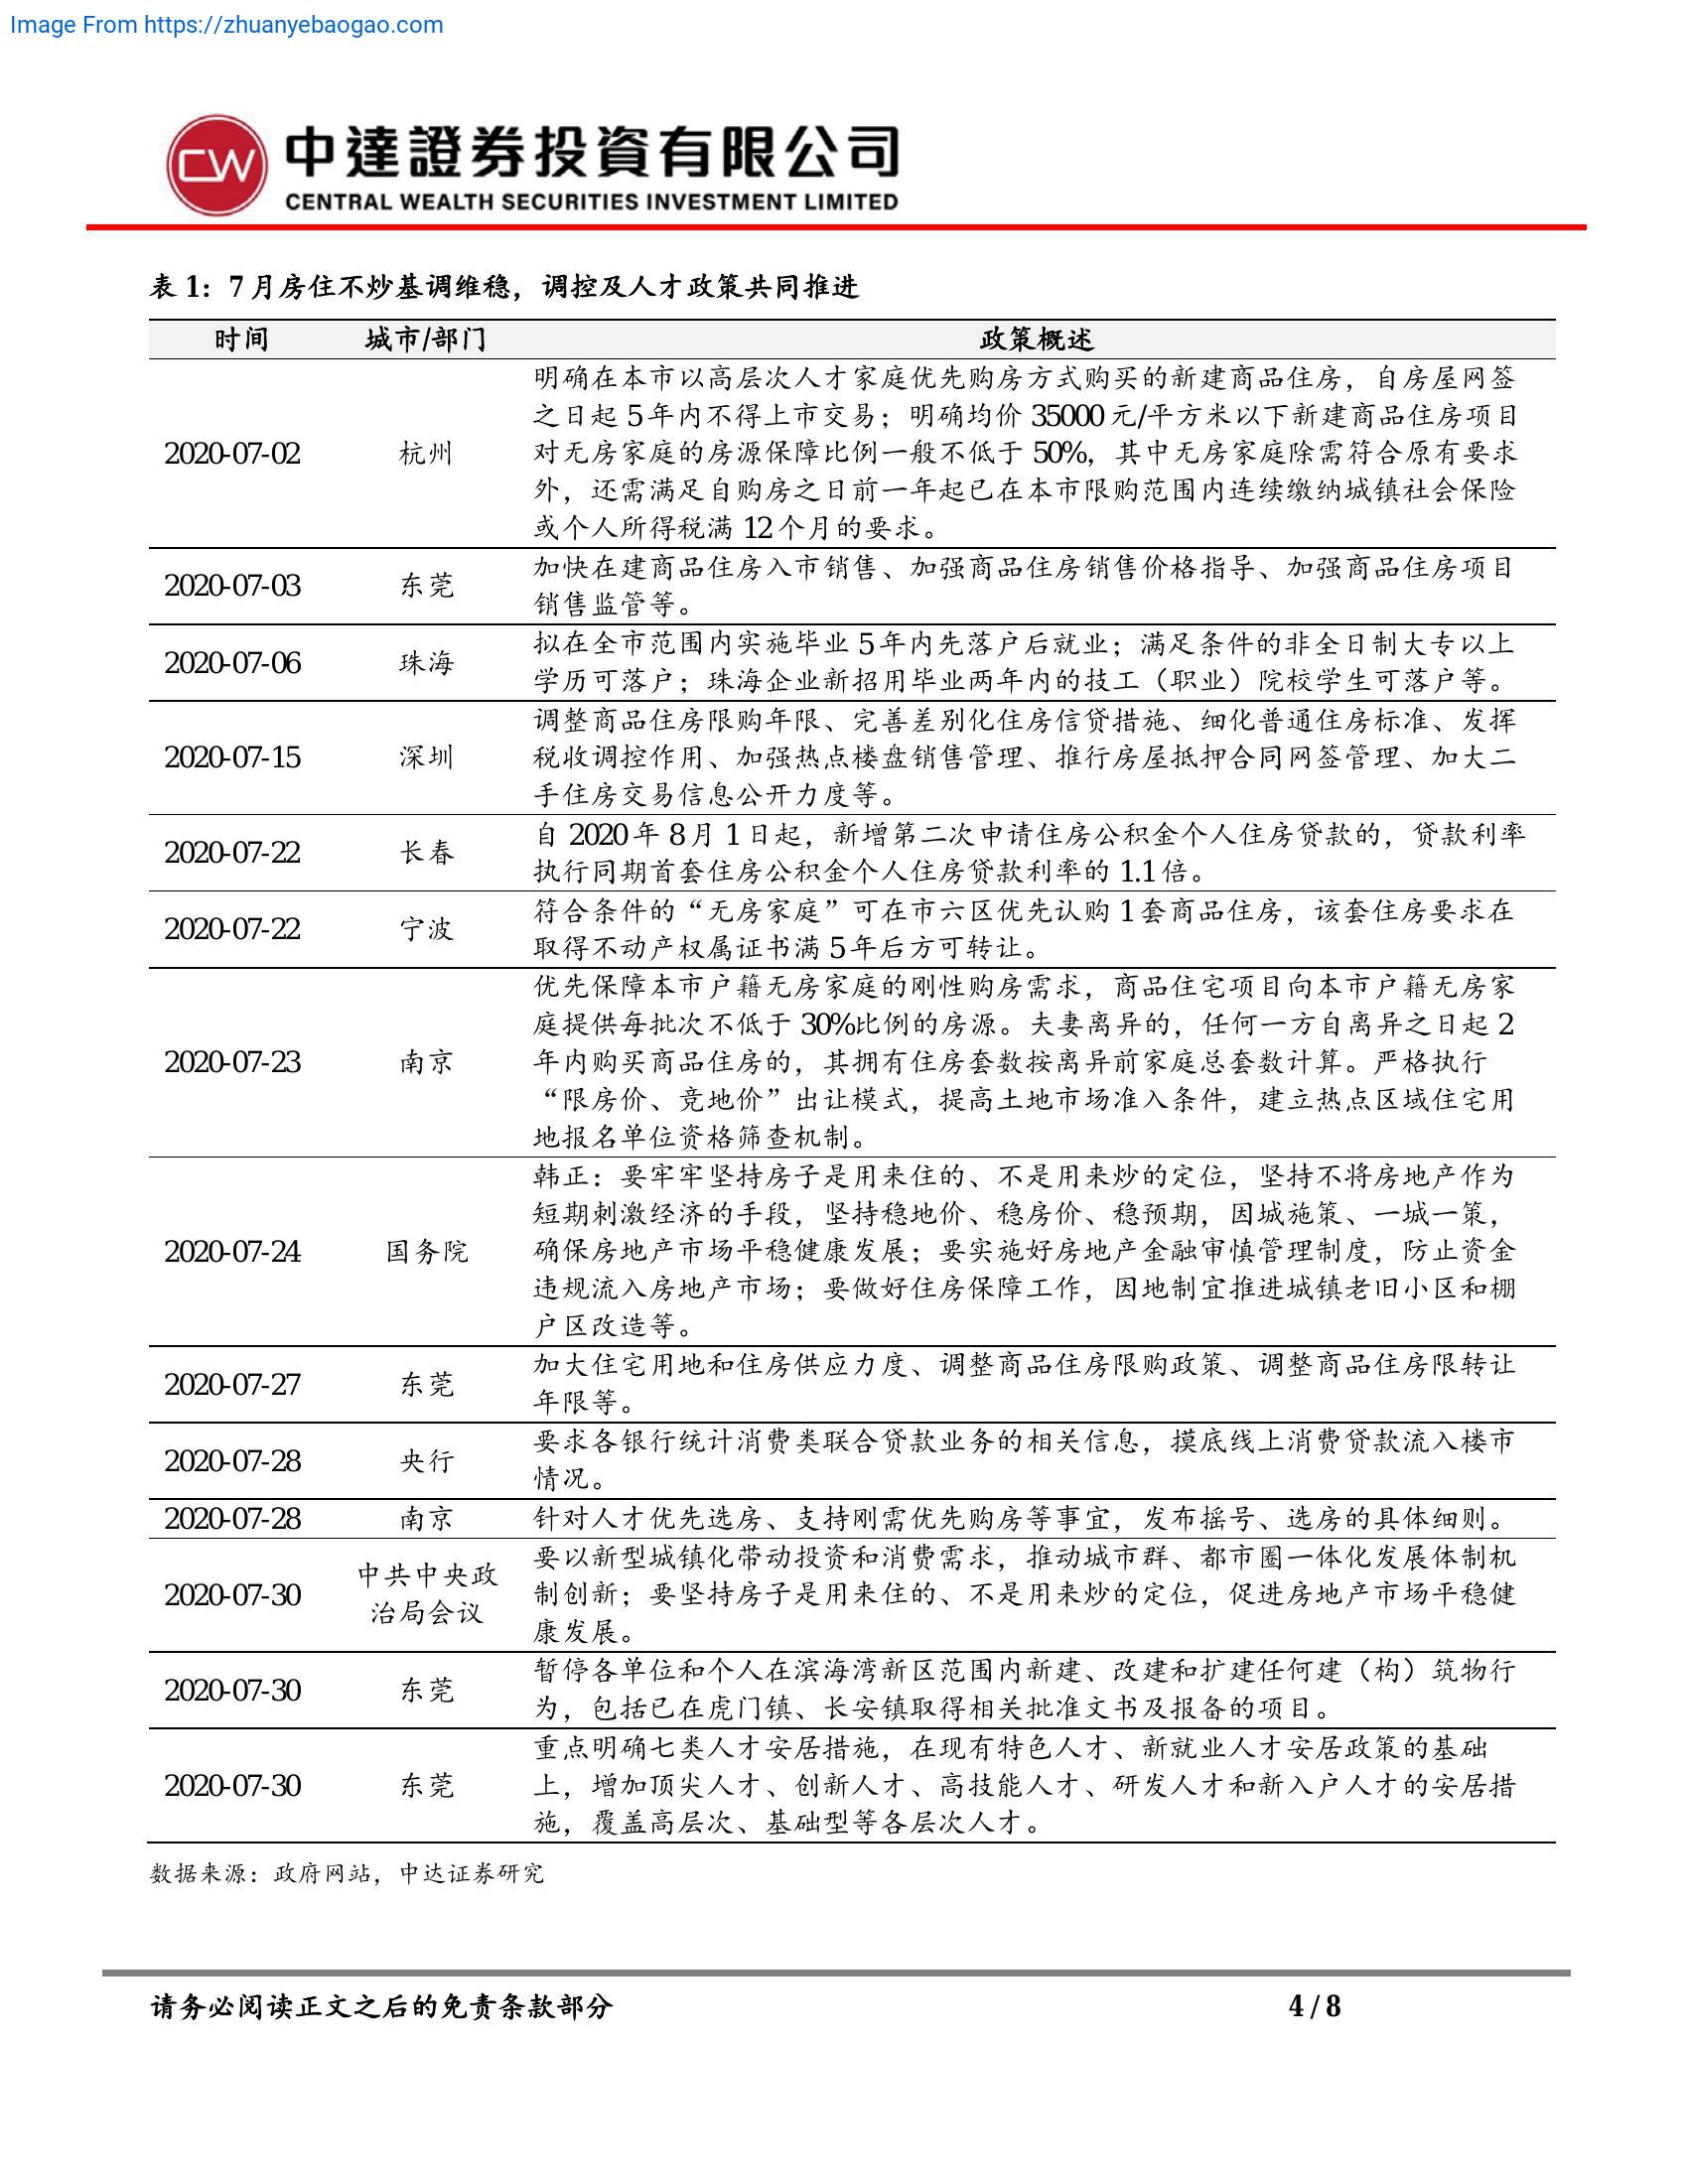 Image From https://zhuanyebaogao.com
CW
中達證券投資有限公司
CENTRAL WEALTH SECURITIES INVESTMENT LIMITED
表 1：7 月房住不炒基调维稳，调控及人才政策共同推进
时间 城市/部门 政策概述
2020-07-02 杭州
明确在本市以高层次人才家庭优先购房方式购买的新建商品住房，自房屋网签
之日起 5 年内不得上市交易；明确均价 35000 元/平方米以下新建商品住房项目
对无房家庭的房源保障比例一般不低于 50%，其中无房家庭除需符合原有要求
外，还需满足自购房之日前一年起已在本市限购范围内连续缴纳城镇社会保险
或个人所得税满 12 个月的要求。
2020-07-03 东莞
加快在建商品住房入市销售、加强商品住房销售价格指导、加强商品住房项目
销售监管等。
2020-07-06 珠海
拟在全市范围内实施毕业 5 年内先落户后就业；满足条件的非全日制大专以上
学历可落户；珠海企业新招用毕业两年内的技工（职业）院校学生可落户等。
2020-07-15 深圳
调整商品住房限购年限、完善差别化住房信贷措施、细化普通住房标准、发挥
税收调控作用、加强热点楼盘销售管理、推行房屋抵押合同网签管理、加大二
手住房交易信息公开力度等。
2020-07-22 长春
自 2020 年 8 月 1 日起，新增第二次申请住房公积金个人住房贷款的，贷款利率
执行同期首套住房公积金个人住房贷款利率的 1.1 倍。
2020-07-22 宁波
符合条件的“无房家庭”可在市六区优先认购 1 套商品住房，该套住房要求在
取得不动产权属证书满 5 年后方可转让。
2020-07-23 南京
优先保障本市户籍无房家庭的刚性购房需求，商品住宅项目向本市户籍无房家
庭提供每批次不低于 30%比例的房源。夫妻离异的，任何一方自离异之日起 2
年内购买商品住房的，其拥有住房套数按离异前家庭总套数计算。严格执行
“限房价、竞地价”出让模式，提高土地市场准入条件，建立热点区域住宅用
地报名单位资格筛查机制。
2020-07-24 国务院
韩正：要牢牢坚持房子是用来住的、不是用来炒的定位，坚持不将房地产作为
短期刺激经济的手段，坚持稳地价、稳房价、稳预期，因城施策、一城一策，
确保房地产市场平稳健康发展；要实施好房地产金融审慎管理制度，防止资金
违规流入房地产市场；要做好住房保障工作，因地制宜推进城镇老旧小区和棚
户区改造等。
2020-07-27 东莞
加大住宅用地和住房供应力度、调整商品住房限购政策、调整商品住房限转让
年限等。
2020-07-28 央行
要求各银行统计消费类联合贷款业务的相关信息，摸底线上消费贷款流入楼市
情况。
2020-07-28 南京 针对人才优先选房、支持刚需优先购房等事宜，发布摇号、选房的具体细则。
2020-07-30 中共中央政
治局会议
要以新型城镇化带动投资和消费需求，推动城市群、都市圈一体化发展体制机
制创新；要坚持房子是用来住的、不是用来炒的定位，促进房地产市场平稳健
康发展。
2020-07-30 东莞
暂停各单位和个人在滨海湾新区范围内新建、改建和扩建任何建（构）筑物行
为，包括已在虎门镇、长安镇取得相关批准文书及报备的项目。
2020-07-30 东莞
重点明确七类人才安居措施，在现有特色人才、新就业人才安居政策的基础
上，增加顶尖人才、创新人才、高技能人才、研发人才和新入户人才的安居措
施，覆盖高层次、基础型等各层次人才。
数据来源：政府网站，中达证券研究
请务必阅读正文之后的免责条款部分 4 / 8